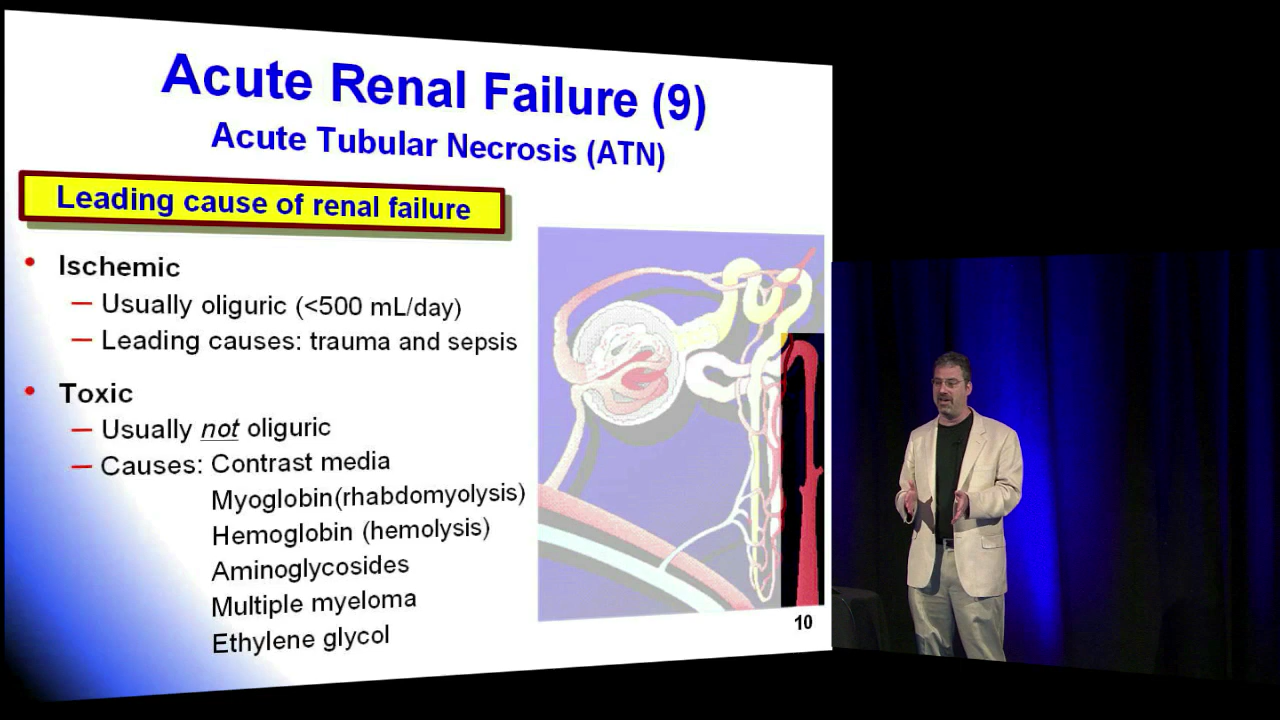 Acute Renal Failure (9)
Acute Tubular Necrosis (ATN)
Leading cause of renal failure
• Ischemic
— Usually oliguric (<500 mL/day)
— Leading causes: trauma and sepsis
• Toxic
— Usually not oliguric
— Causes: Contrast media
Myoglobin(rhabdomyolysis)
Hemoglobin (hemolysis)
Aminoglycosides
Multiple myeloma
Ethylene glycol
10